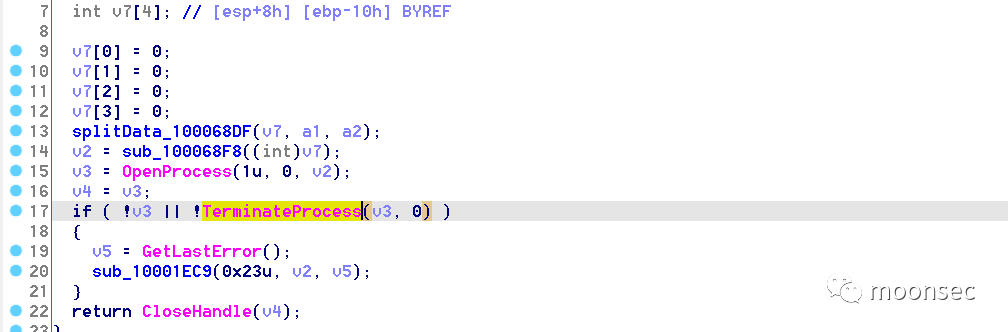 7 int v7[4]; // [esp+8h] [ebp-10h] BYREF
8
9 v7[0] = 0;
10 v7[1] = 0;
11 v7[2] = 0;
12 v7[3] = 0;
13 splitData_100068DF(v7, a1, a2);
14 v2 = sub_100068F8((int)v7);
15 v3 = OpenProcess(1u, 0, v2);
16 v4 = v3;
17 if ( !v3 || !TerminateProcess(v3, 0) )
18 {
19 v5 = GetLastError();
20 sub_10001EC9(0x23u, v2, v5);
21 }
22 return CloseHandle(v4);
23 }
moonsec